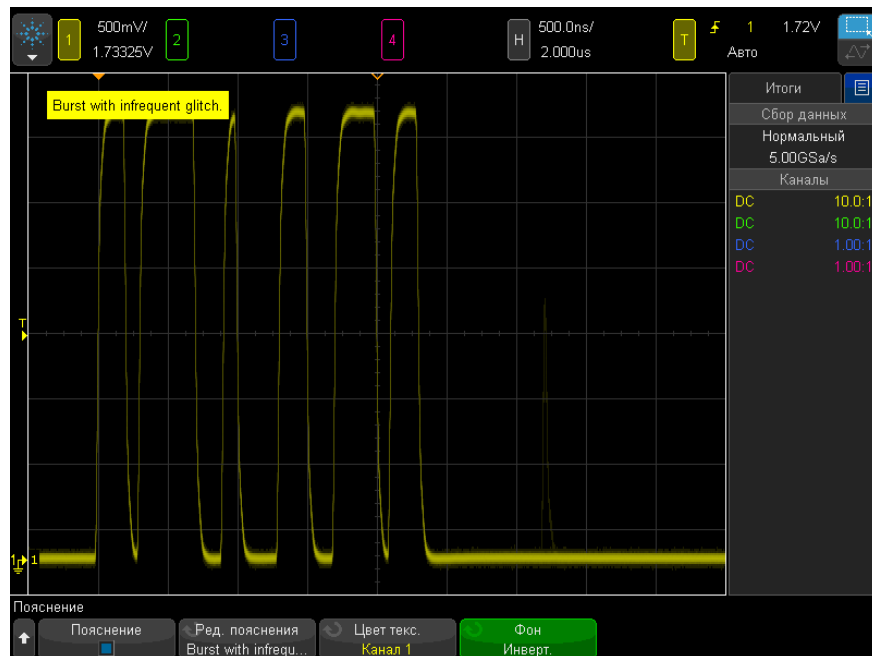 1
500mV/
1.73325V
2
3
4
H
500.0ns/
2.000us
T
1
1.72V
Авто
Burst with infrequent glitch.
Итоги
Сбор данных
Нормальный
5.00GSa/s
Каналы
DC 10.0:1
DC 10.0:1
DC 1.00:1
DC 1.00:1
T
1
1
Пояснение
Пояснение
Ред. пояснения
Burst with infrequ...
Цвет текс.
Канал 1
Фон
Инверт.